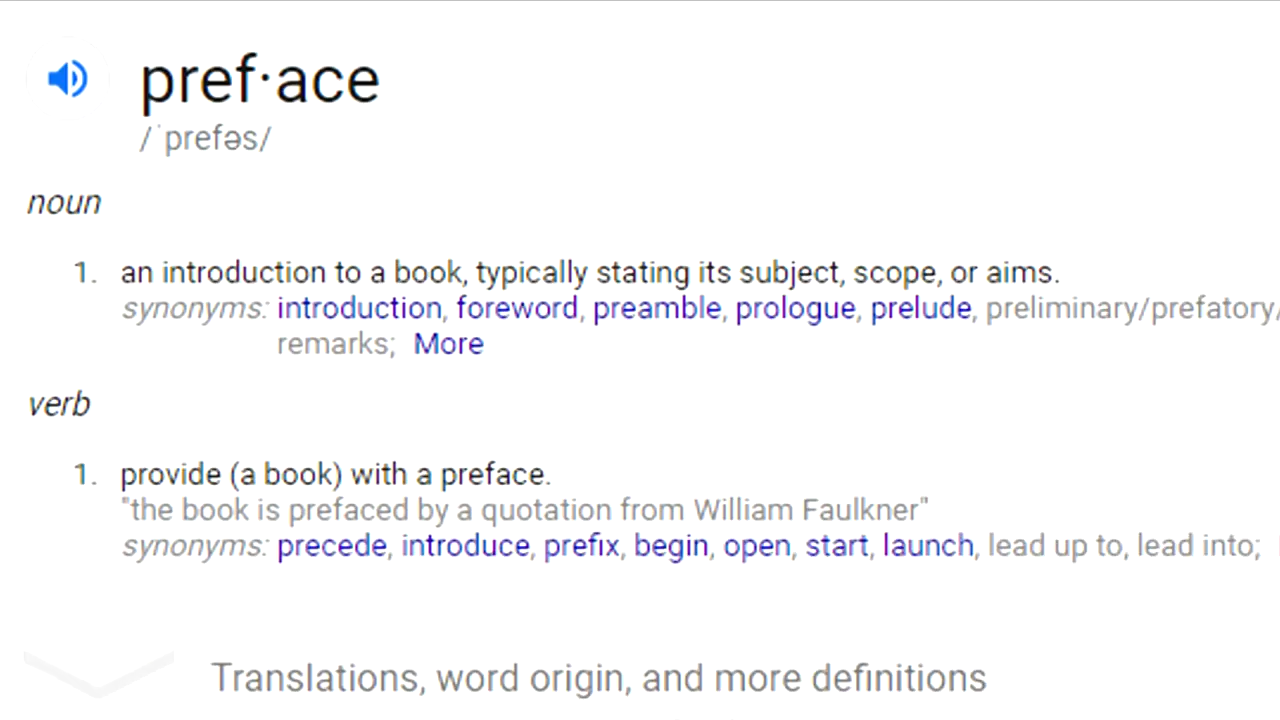 pref·ace
/ˈprefəs/
noun
1. an introduction to a book, typically stating its subject, scope, or aims.
synonyms: introduction, foreword, preamble, prologue, prelude, preliminary/prefatory/
remarks; More
verb
1. provide (a book) with a preface.
"the book is prefaced by a quotation from William Faulkner"
synonyms: precede, introduce, prefix, begin, open, start, launch, lead up to, lead into;
Translations, word origin, and more definitions